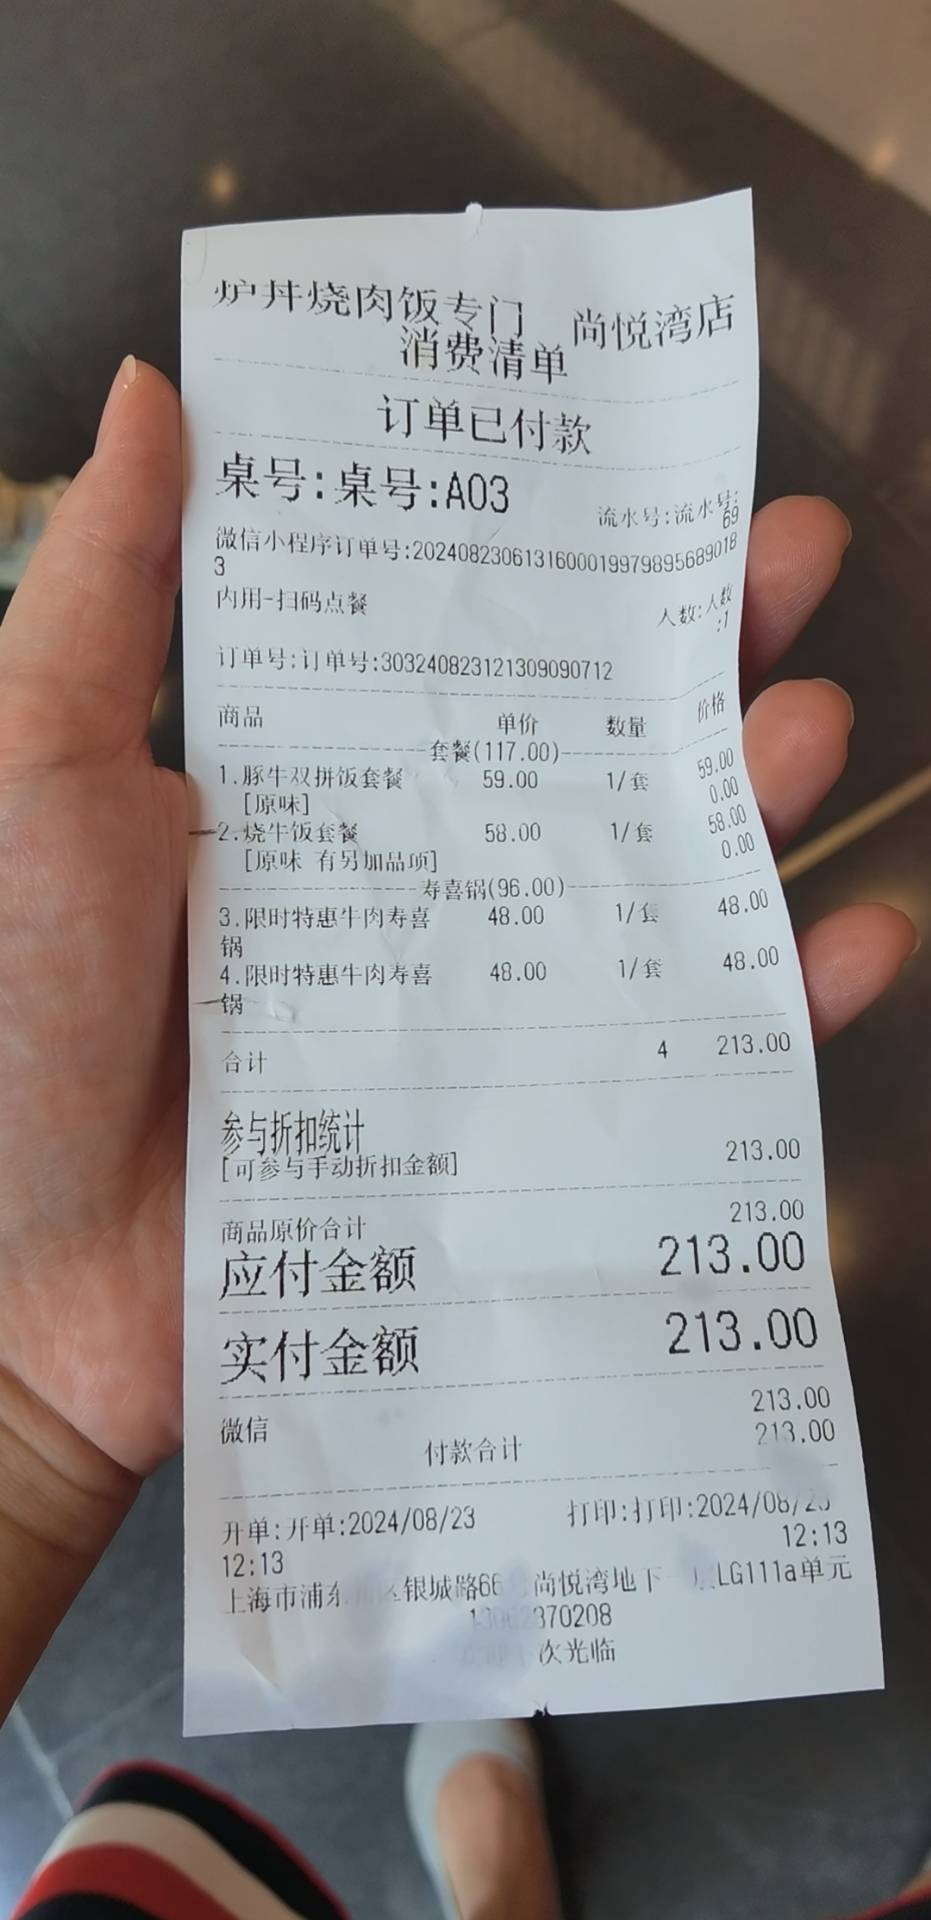 炉丼烧肉饭专门 尚悦湾店
消费清单
订单已付款
桌号:桌号:A03
流水号:流水号:
69
微信小程序订单号:2024082306131600019979895689018
3
内用-扫码点餐
人数:人数
:1
订单号:订单号:303240823121309090712
商品 单价 数量 价格
套餐(117.00)
1.豚牛双拼饭套餐 59.00 1/套 59.00
[原味] 0.00
2.烧牛饭套餐 58.00 1/套 58.00
[原味 有另加品项] 0.00
寿喜锅(96.00)
3.限时特惠牛肉寿喜 48.00 1/套 48.00
锅
4.限时特惠牛肉寿喜 48.00 1/套 48.00
锅
合计 4 213.00
参与折扣统计
[可参与手动折扣金额] 213.00
商品原价合计 213.00
应付金额 213.00
实付金额 213.00
微信 213.00
付款合计 213.00
开单:开单:2024/08/23 打印:打印:2024/08/23
12:13 12:13
上海市浦东 区银城路66 尚悦湾地下 LG111a单元
370208
次光临